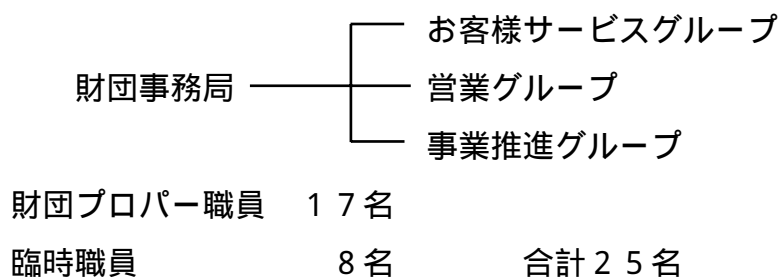 お客様サービスグループ
財団事務局 営業グループ
事業推進グループ
財団プロパー職員 17名
臨時職員 8名 合計25名